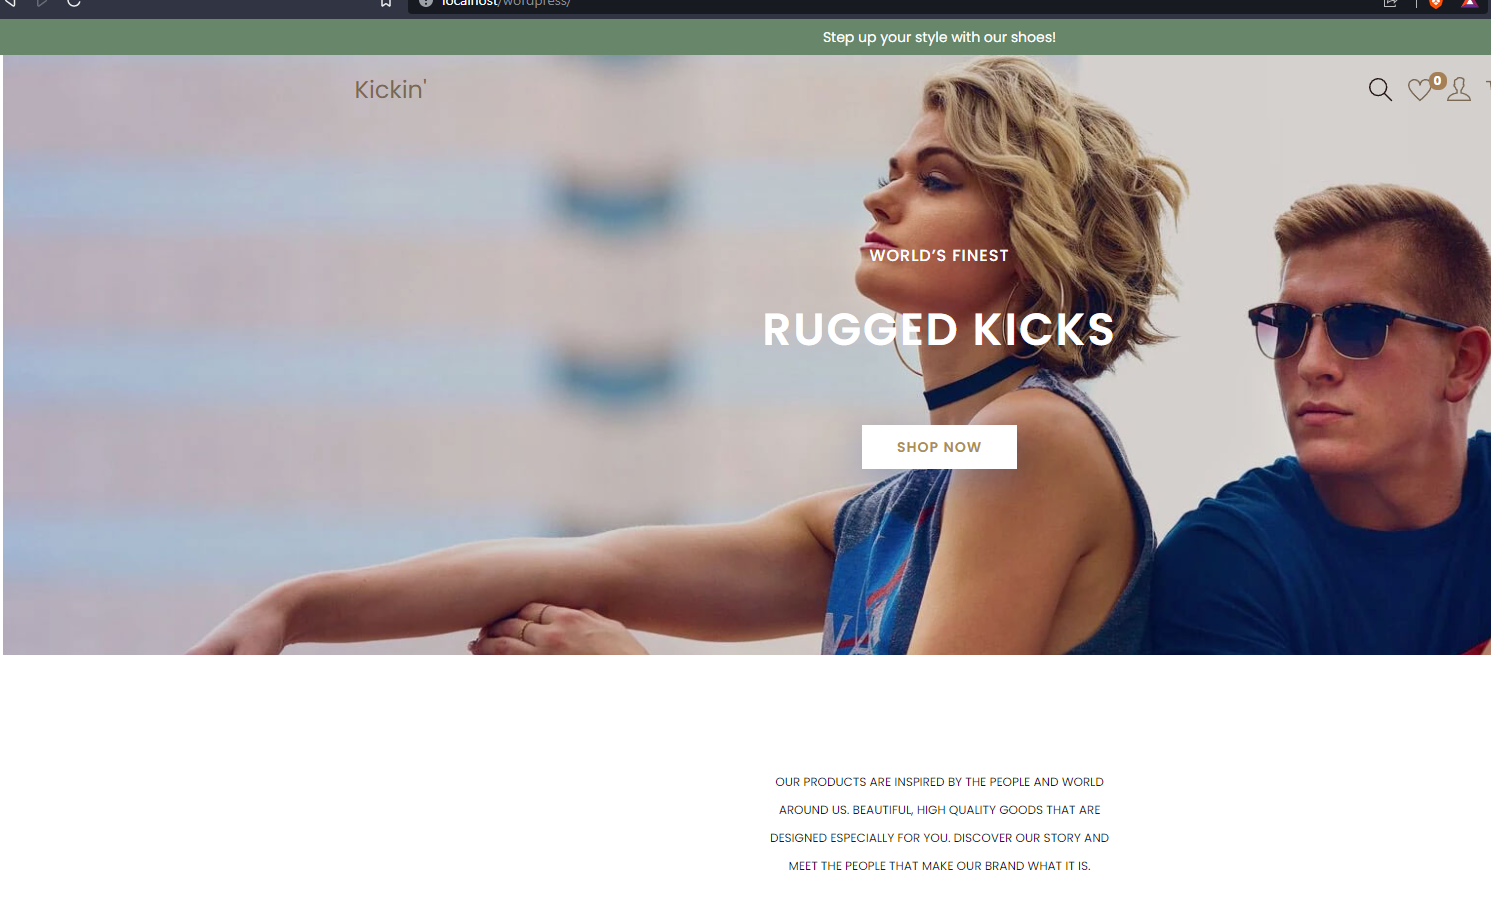 localhost/wordpress/
Step up your style with our shoes!
Kickin'
0
WORLD'S FINEST
RUGGED KICKS
SHOP NOW
OUR PRODUCTS ARE INSPIRED BY THE PEOPLE AND WORLD
AROUND US. BEAUTIFUL, HIGH QUALITY GOODS THAT ARE
DESIGNED ESPECIALLY FOR YOU. DISCOVER OUR STORY AND
MEET THE PEOPLE THAT MAKE OUR BRAND WHAT IT IS.